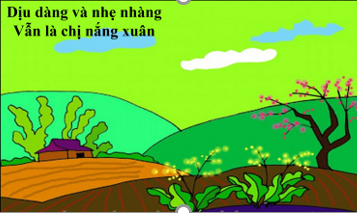 Dịu dàng và nhẹ nhàng
Vẫn là chị nắng xuân